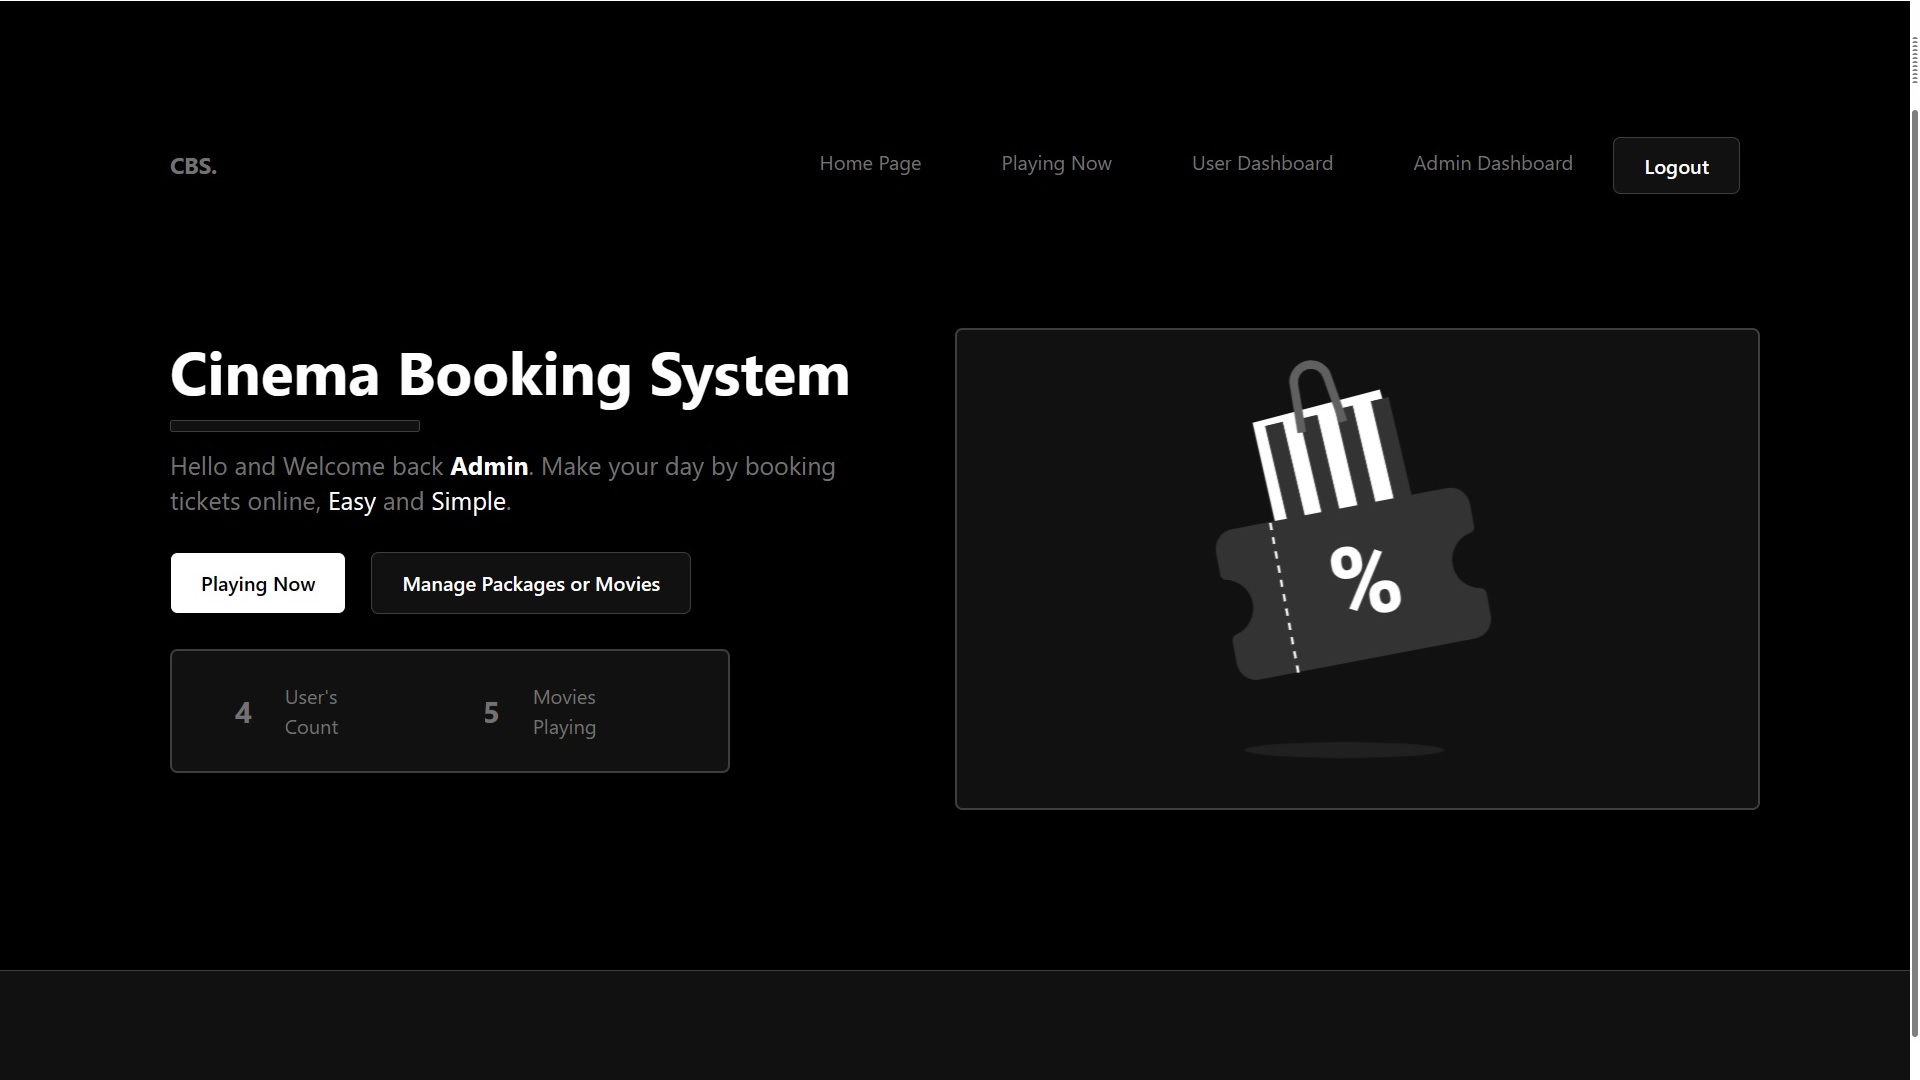 CBS.
Home Page
Playing Now
User Dashboard
Admin Dashboard
Logout
Cinema Booking System
Hello and Welcome back Admin. Make your day by booking
tickets online, Easy and Simple.
Playing Now
Manage Packages or Movies
4
User's
Count
5
Movies
Playing
%